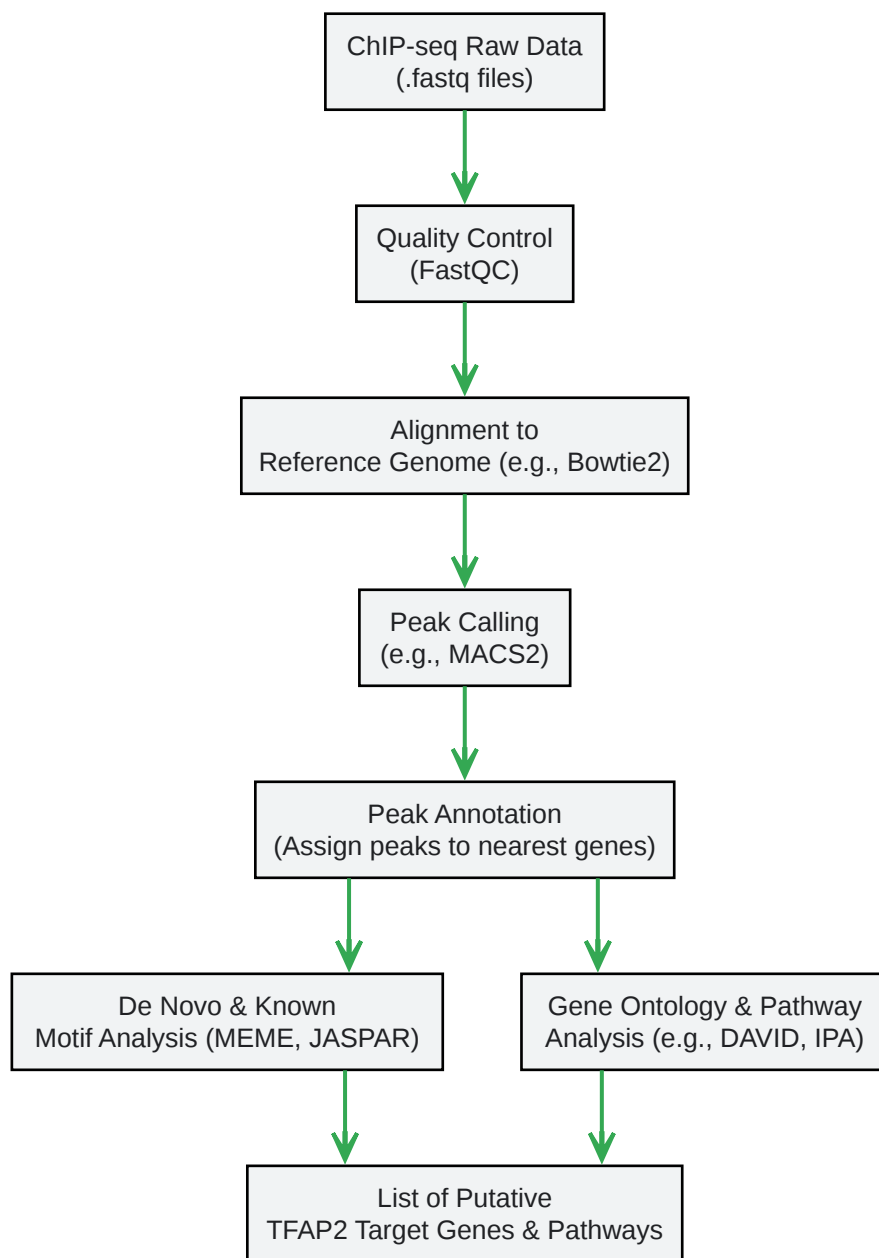 ChIP-seq Raw Data
(.fastq files)
Quality Control
(FastQC)
Alignment to
Reference Genome (e.g., Bowtie2)
Peak Calling
(e.g., MACS2)
Peak Annotation
(Assign peaks to nearest genes)
De Novo & Known
Motif Analysis (MEME, JASPAR)
Gene Ontology & Pathway
Analysis (e.g., DAVID, IPA)
List of Putative
TFAP2 Target Genes & Pathways